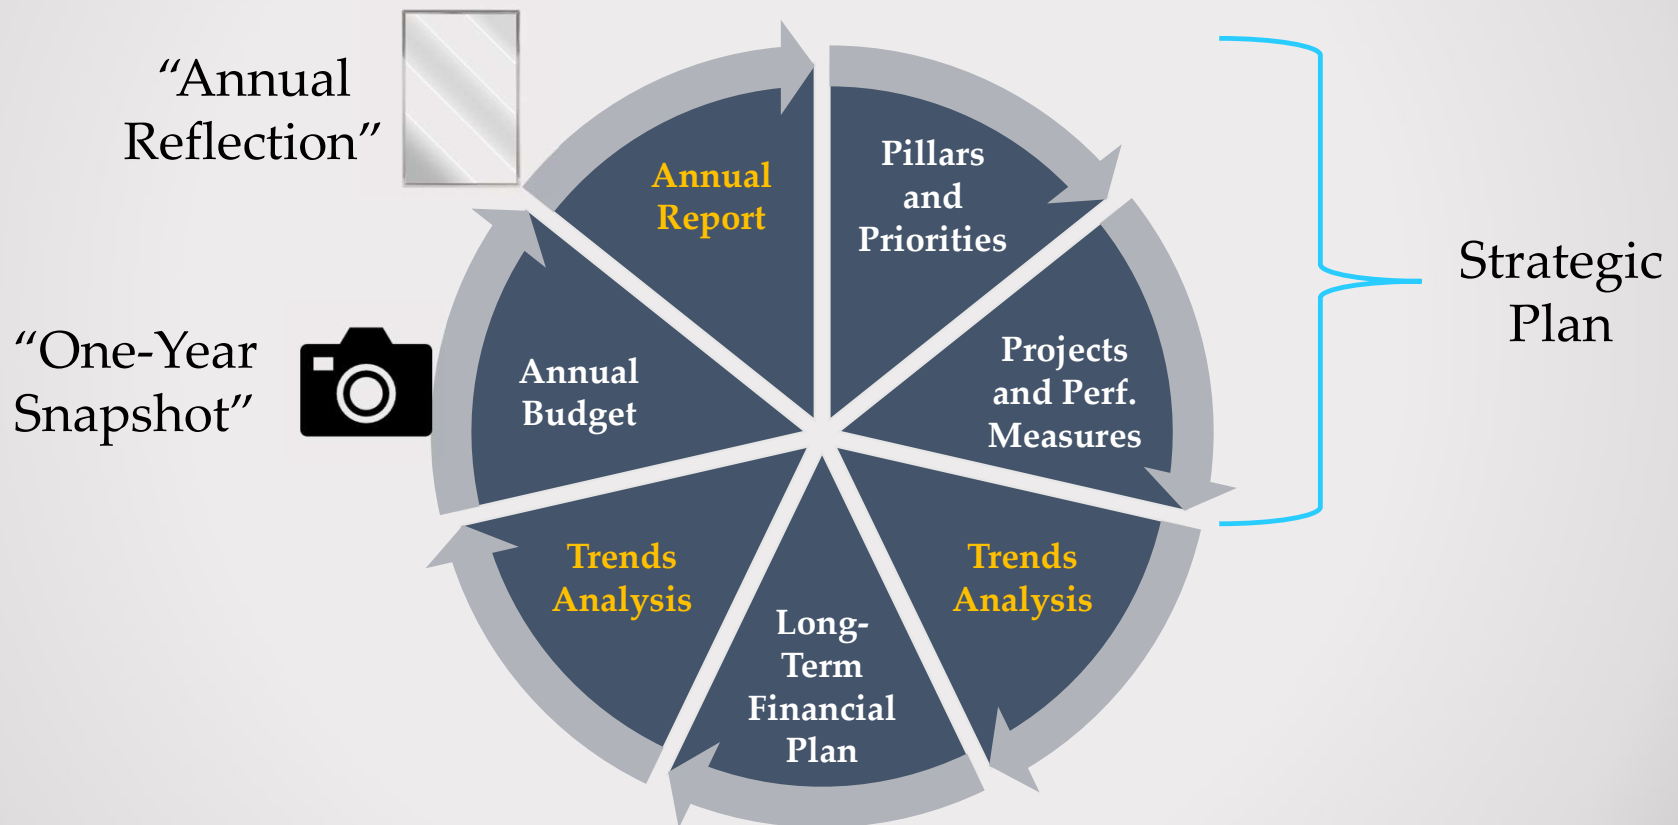 “Annual
Reflection”
Annual
Report
Pillars
and
Priorities
Strategic
Plan
“One-Year
Snapshot”
Annual
Budget
Projects
and Perf.
Measures
Trends
Analysis
Long-
Term
Financial
Plan
Trends
Analysis